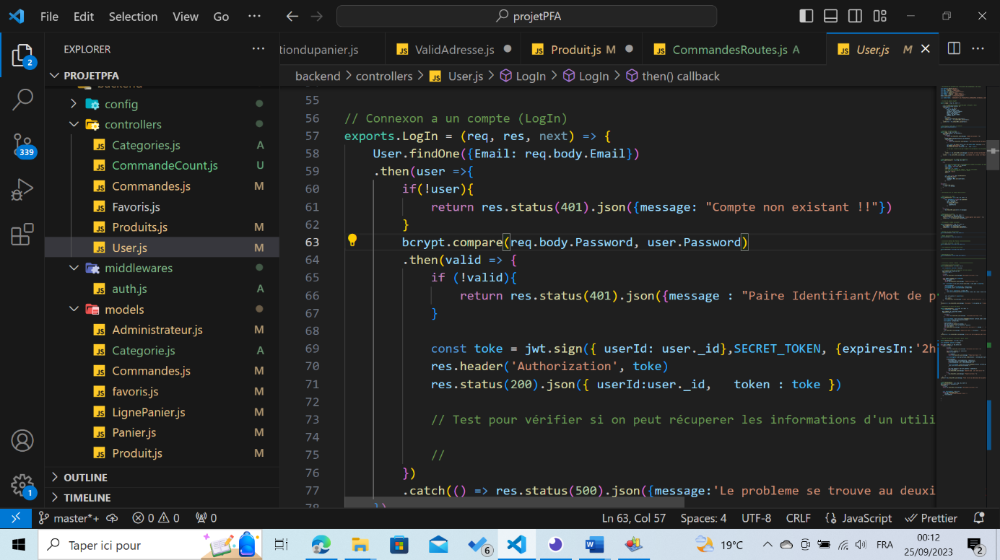 File Edit Selection View Go ··· projetPFA
EXPLORER ···
tiondupanier.js ValidAdresse.js Produit.js M CommandesRoutes.js A User.js M ···
backend > controllers > User.js > LogIn > LogIn > then() callback
2
339
1
PROJETPFA
backend
config
controllers
Categories.js A
CommandeCount.js U
Commandes.js M
Favoris.js
Produits.js M
User.js M
middlewares
auth.js A
models
Administrateur.js M
Categorie.js A
Commandes.js M
favoris.js M
LignePanier.js M
Panier.js M
Produit.js M
OUTLINE
TIMELINE
55
56 // Connexon a un compte (LogIn)
57 exports.LogIn = (req, res, next) => {
58 User.findOne({Email: req.body.Email})
59 .then(user =>{
60 if(!user){
61 return res.status(401).json({message: "Compte non existant !!"})
62 }
63 bcrypt.compare(req.body.Password, user.Password)
64 .then(valid => {
65 if (!valid){
66 return res.status(401).json({message : "Paire Identifiant/Mot de p
67 }
68
69 const toke = jwt.sign({ userId: user._id},SECRET_TOKEN, {expiresIn:'2h
70 res.header('Authorization', toke)
71 res.status(200).json({ userId:user._id, token : toke })
72
73 // Test pour vérifier si on peut récuperer les informations d'un utili
74
75 //
76 })
77 .catch(() => res.status(500).json({message:'Le probleme se trouve au deuxi
78 })
master*+ 0 0 0 Ln 63, Col 57 Spaces: 4 UTF-8 CRLF {} JavaScript Prettier
Taper ici pour 6 19°C FRA 00:12
25/09/2023 2